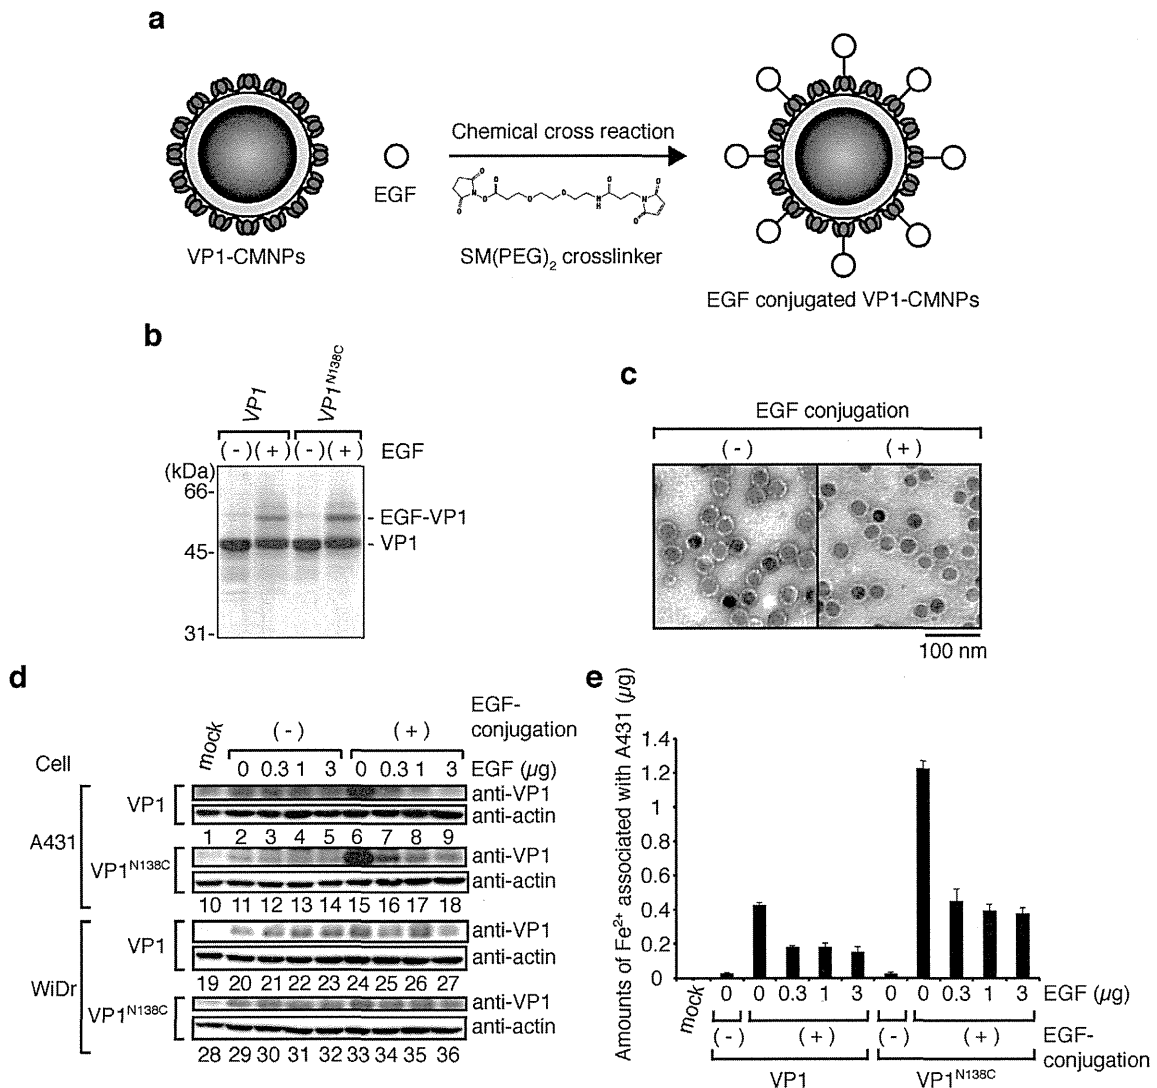 a
Chemical cross reaction
EGF
O O N O O O O O N H O N O O
VP1-CMNPs
SM(PEG)2 crosslinker
EGF conjugated VP1-CMNPs
b
VP1 VP1N138C
(-) (+) (-) (+) EGF
(kDa)
66-
- EGF-VP1
- VP1
45-
31-
c
EGF conjugation
(-) (+)
100 nm
d
EGF-conjugation
mock (-) (+)
Cell
0 0.3 1 3 0 0.3 1 3 EGF (µg)
A431
VP1
anti-VP1
anti-actin
1 2 3 4 5 6 7 8 9
VP1N138C
anti-VP1
anti-actin
10 11 12 13 14 15 16 17 18
WiDr
VP1
anti-VP1
anti-actin
19 20 21 22 23 24 25 26 27
VP1N138C
anti-VP1
anti-actin
28 29 30 31 32 33 34 35 36
e
Amounts of Fe2+ associated with A431 (µg)
1.4
1.2
1
0.8
0.6
0.4
0.2
0
mock 0 0 0.3 1 3 0 0 0.3 1 3 EGF (µg)
(-) (+) (-) (+) EGF-conjugation
VP1 VP1N138C